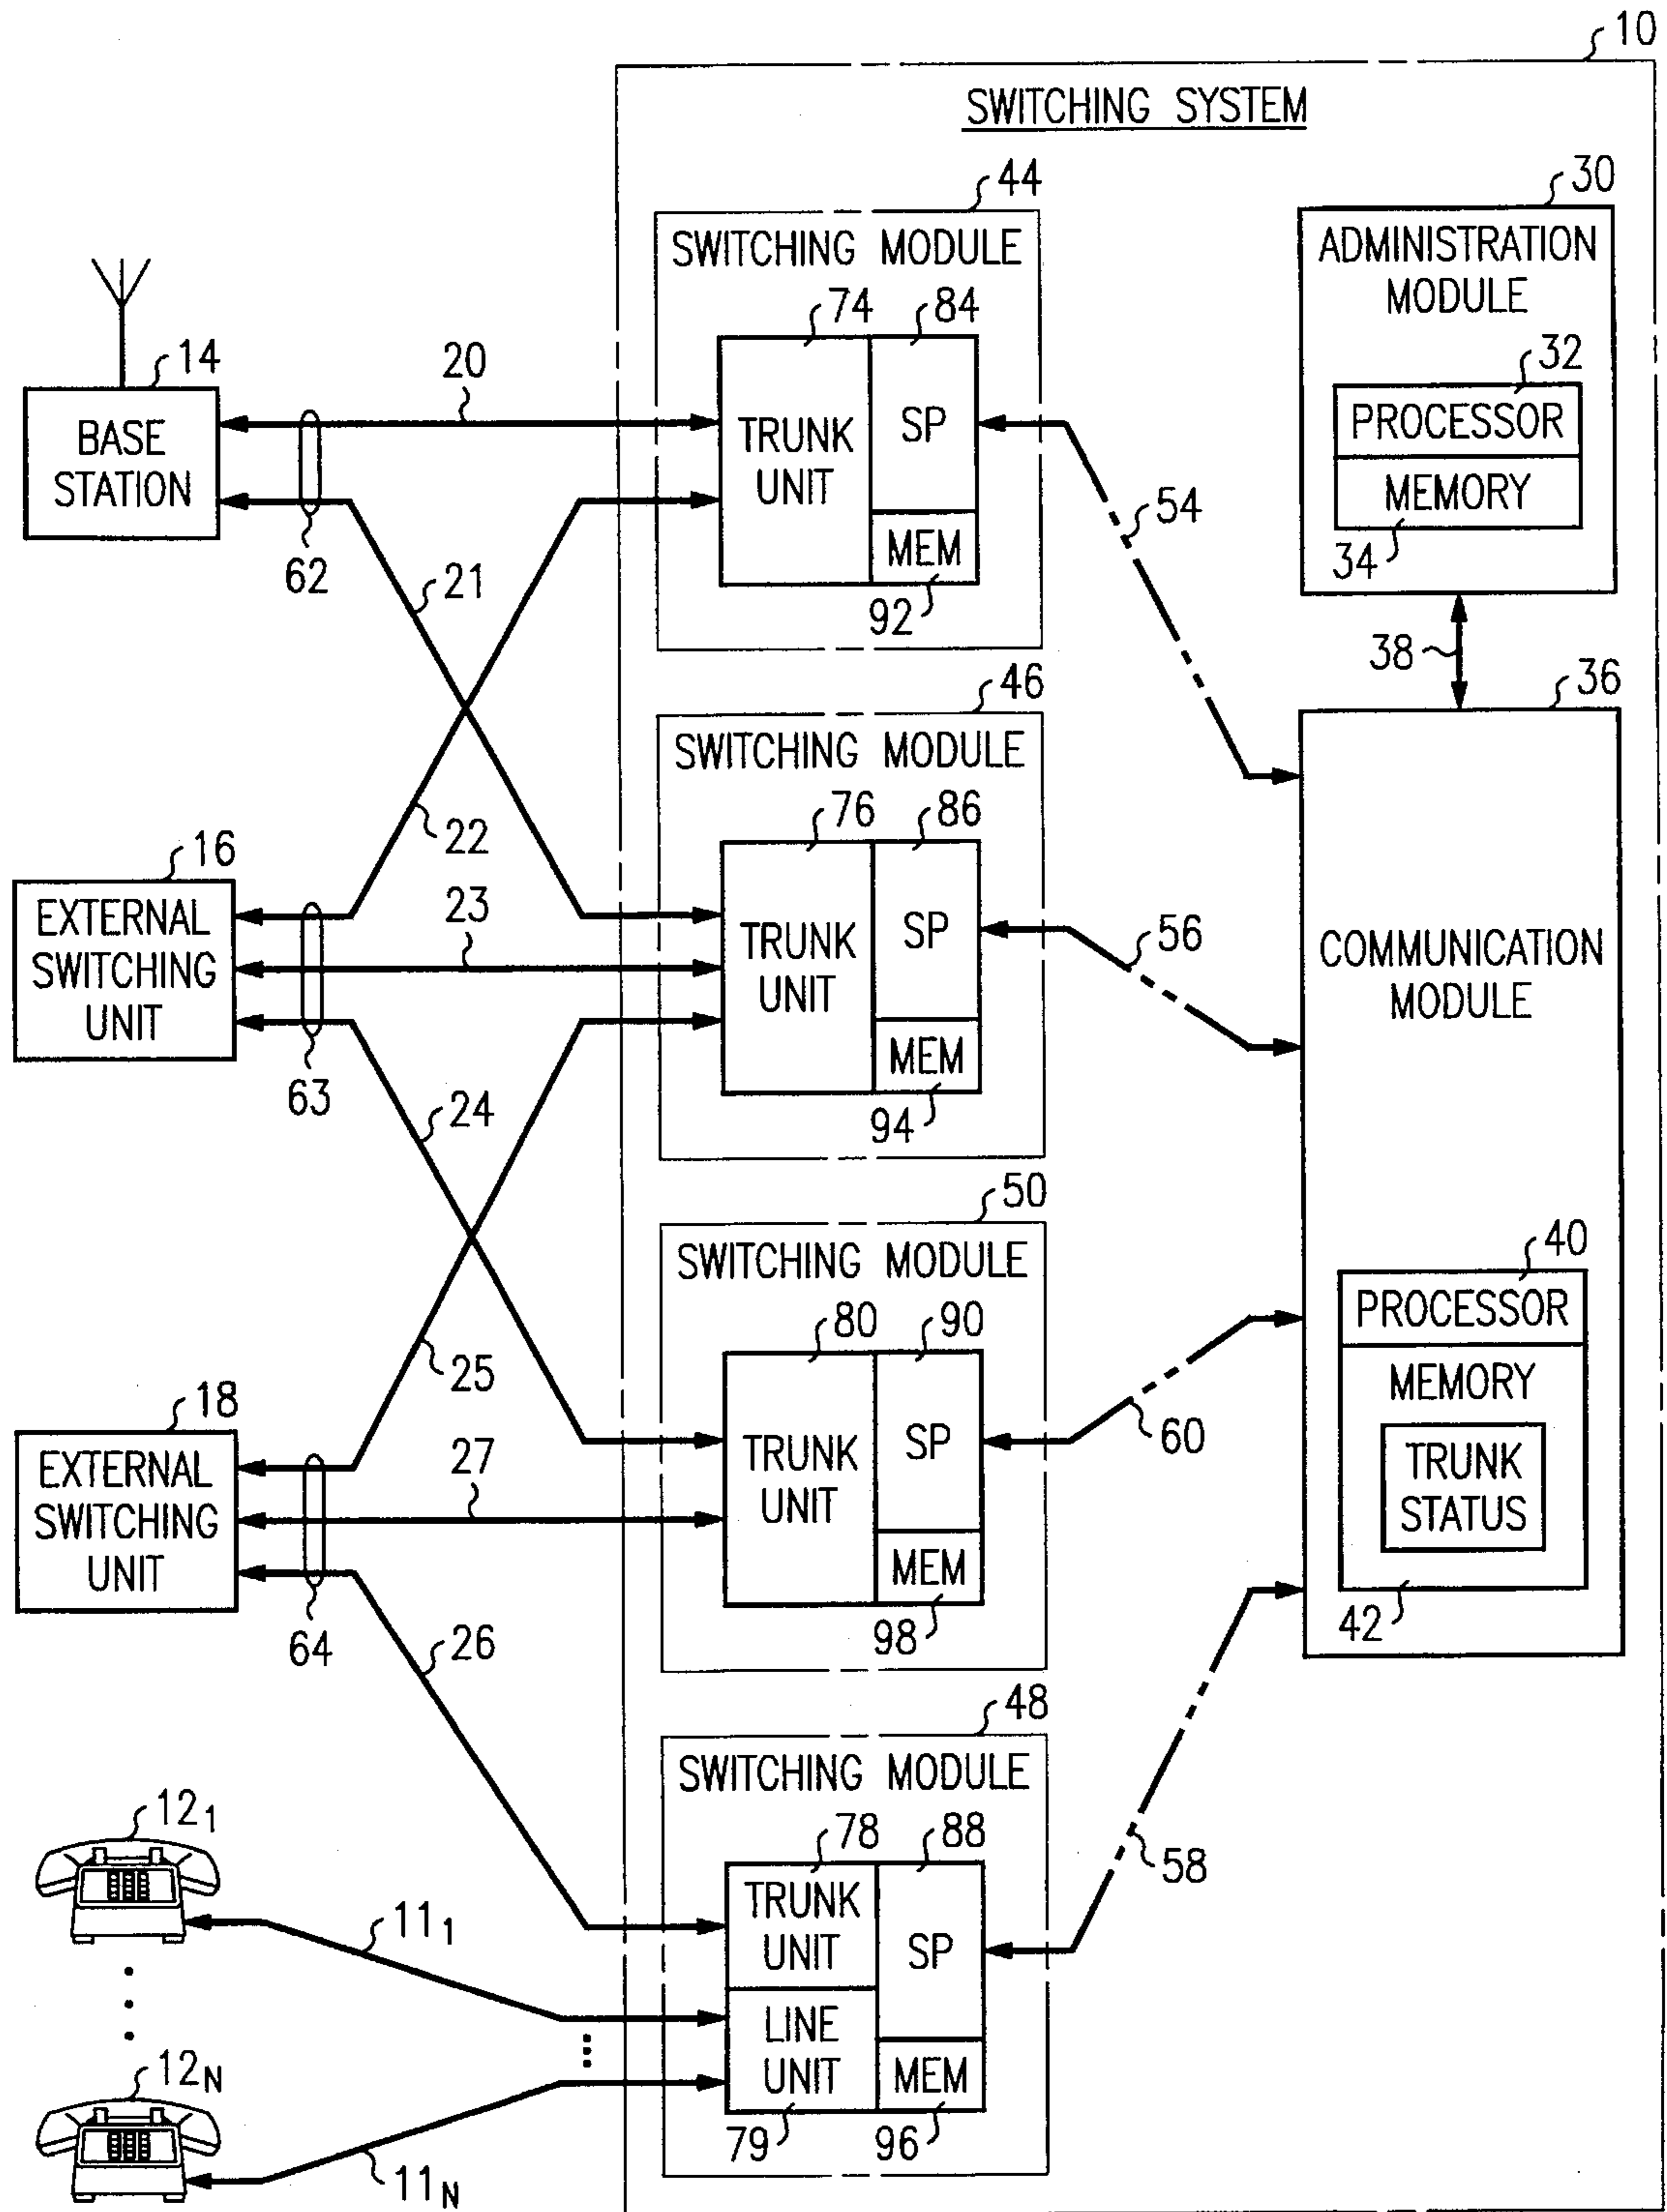 10
SWITCHING SYSTEM
44
SWITCHING MODULE
74
84
TRUNK
UNIT
SP
MEM
92
30
ADMINISTRATION
MODULE
32
PROCESSOR
MEMORY
34
38
14
BASE
STATION
20
62
21
54
46
SWITCHING MODULE
76
86
TRUNK
UNIT
SP
MEM
94
36
COMMUNICATION
MODULE
40
PROCESSOR
MEMORY
TRUNK
STATUS
42
22
16
EXTERNAL
SWITCHING
UNIT
23
63
24
56
50
SWITCHING MODULE
80
90
TRUNK
UNIT
SP
MEM
98
25
18
EXTERNAL
SWITCHING
UNIT
27
64
26
60
48
SWITCHING MODULE
78
88
TRUNK
UNIT
SP
LINE
UNIT
MEM
79
96
58
12₁
11₁
12N
11N